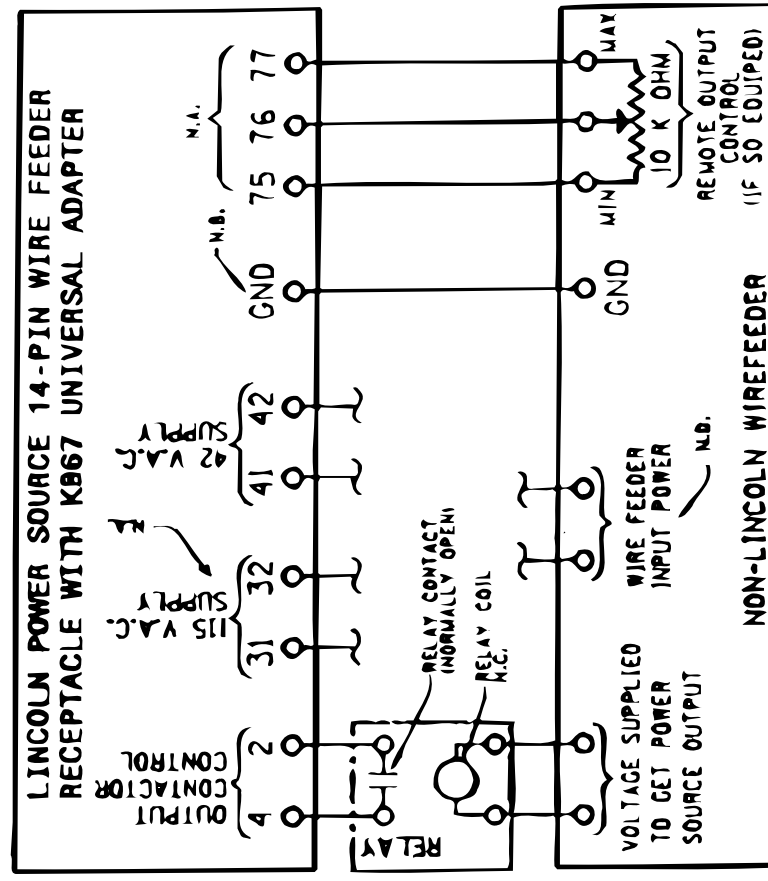 LINCOLN POWER SOURCE 14-PIN WIRE FEEDER
RECEPTACLE WITH K867 UNIVERSAL ADAPTER
N.A.
77
76
75
N.B.
GND
42
41
42 V.A.C.
SUPPLY
N.A.
32
31
115 V.A.C.
SUPPLY
2
4
OUTPUT
CONTACTOR
CONTROL
RELAY
RELAY CONTACT
(NORMALLY OPEN)
RELAY COIL
N.C.
MAX
MIN
10 K OHM
REMOTE OUTPUT
CONTROL
(IF SO EQUIPED)
GND
WIRE FEEDER
INPUT POWER
N.D.
VOLTAGE SUPPLIED
TO GET POWER
SOURCE OUTPUT
NON-LINCOLN WIREFEEDER